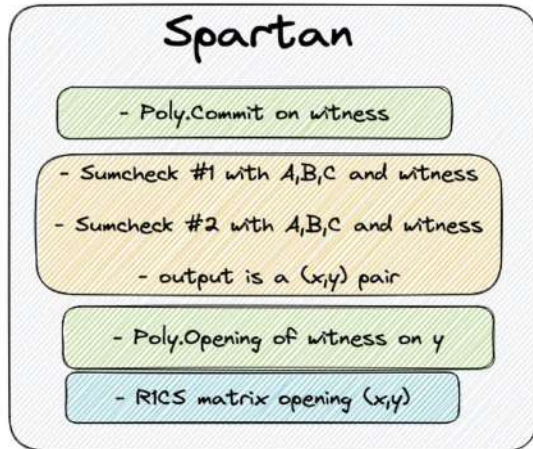 Spartan
- Poly.Commit on witness
- Sumcheck #1 with A,B,C and witness
- Sumcheck #2 with A,B,C and witness
- output is a (x,y) pair
- Poly.Opening of witness on y
- R1CS matrix opening (x,y)